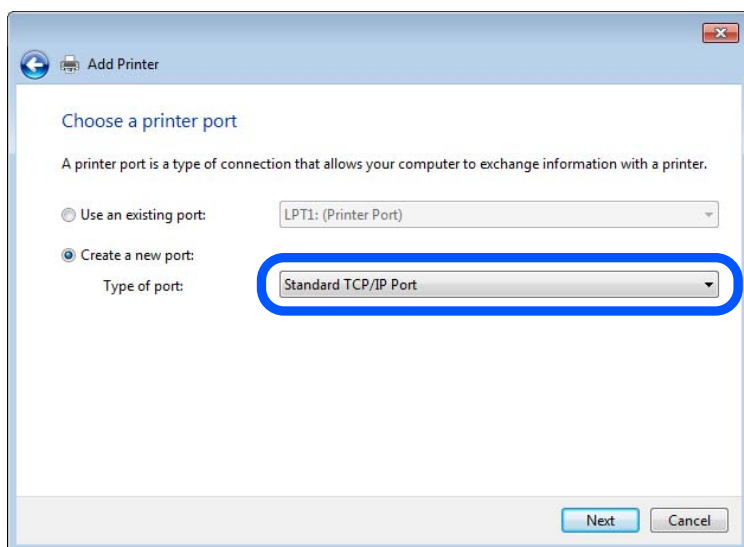 Add Printer
Choose a printer port
A printer port is a type of connection that allows your computer to exchange information with a printer.
Use an existing port: LPT1: (Printer Port)
Create a new port:
Type of port: Standard TCP/IP Port
Next Cancel